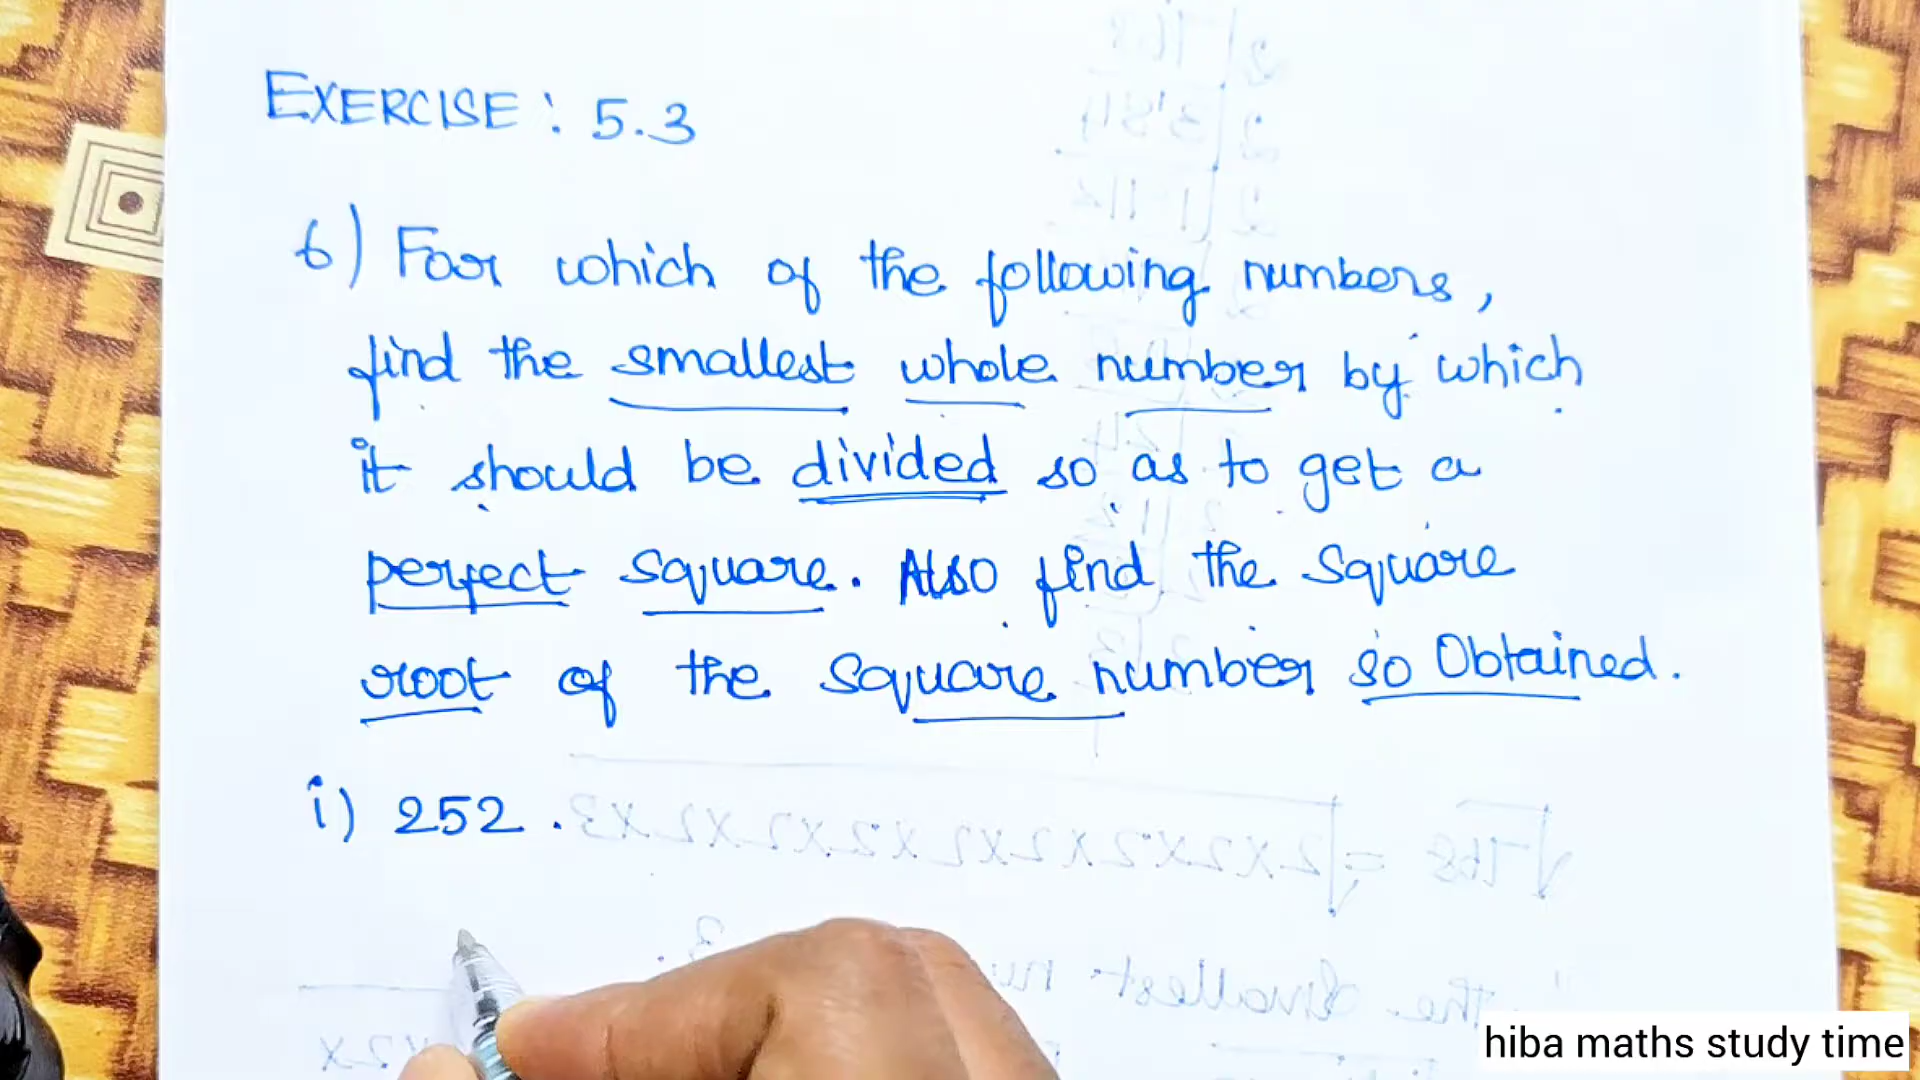 EXERCISE : 5.3
6) For which of the following numbers,
find the smallest whole number by which
it should be divided so as to get a
perfect square. Also find the square
root of the square number so Obtained.
i) 252.
hiba maths study time